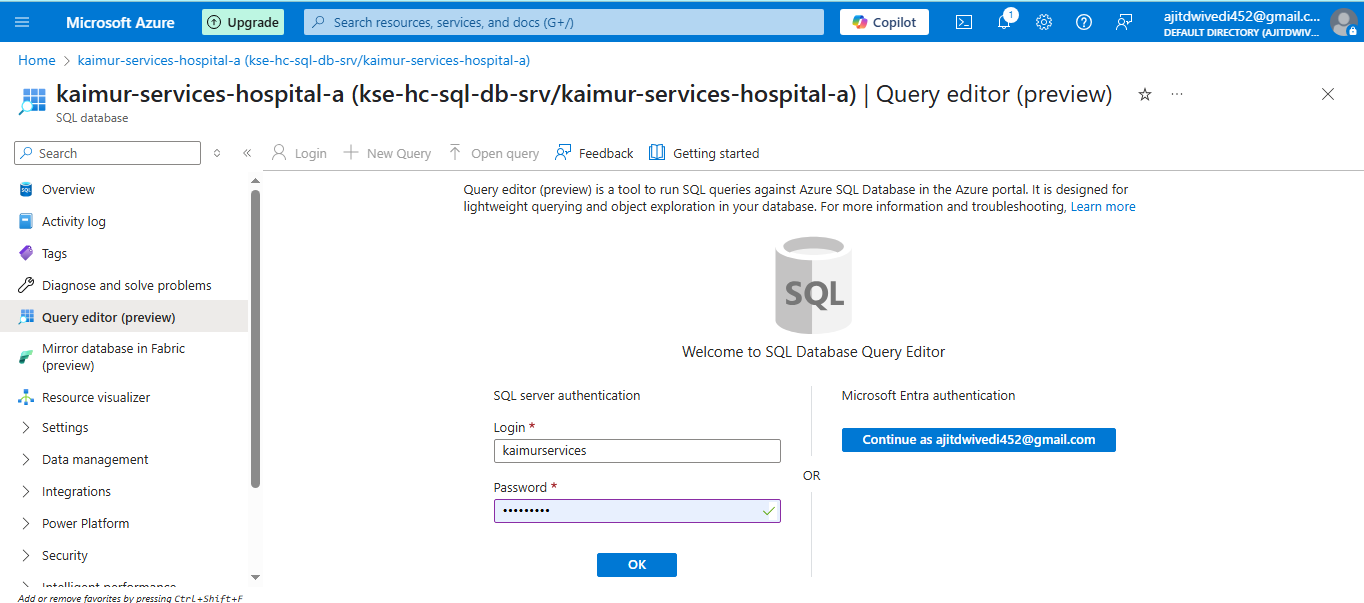 Microsoft Azure
Upgrade
Search resources, services, and docs (G+/)
Copilot
1
ajitdwivedi452@gmail.c...
DEFAULT DIRECTORY (AJITDWIV...
Home > kaimur-services-hospital-a (kse-hc-sql-db-srv/kaimur-services-hospital-a)
kaimur-services-hospital-a (kse-hc-sql-db-srv/kaimur-services-hospital-a) | Query editor (preview)
SQL database
Search
Login
New Query
Open query
Feedback
Getting started
Overview
Activity log
Tags
Diagnose and solve problems
Query editor (preview)
Mirror database in Fabric
(preview)
Resource visualizer
Settings
Data management
Integrations
Power Platform
Security
Intelligent performance
Add or remove favorites by pressing Ctrl+Shift+F
Query editor (preview) is a tool to run SQL queries against Azure SQL Database in the Azure portal. It is designed for
lightweight querying and object exploration in your database. For more information and troubleshooting, Learn more
SQL
Welcome to SQL Database Query Editor
SQL server authentication
Login *
kaimurservices
Password *
•••••••••
OK
OR
Microsoft Entra authentication
Continue as ajitdwivedi452@gmail.com